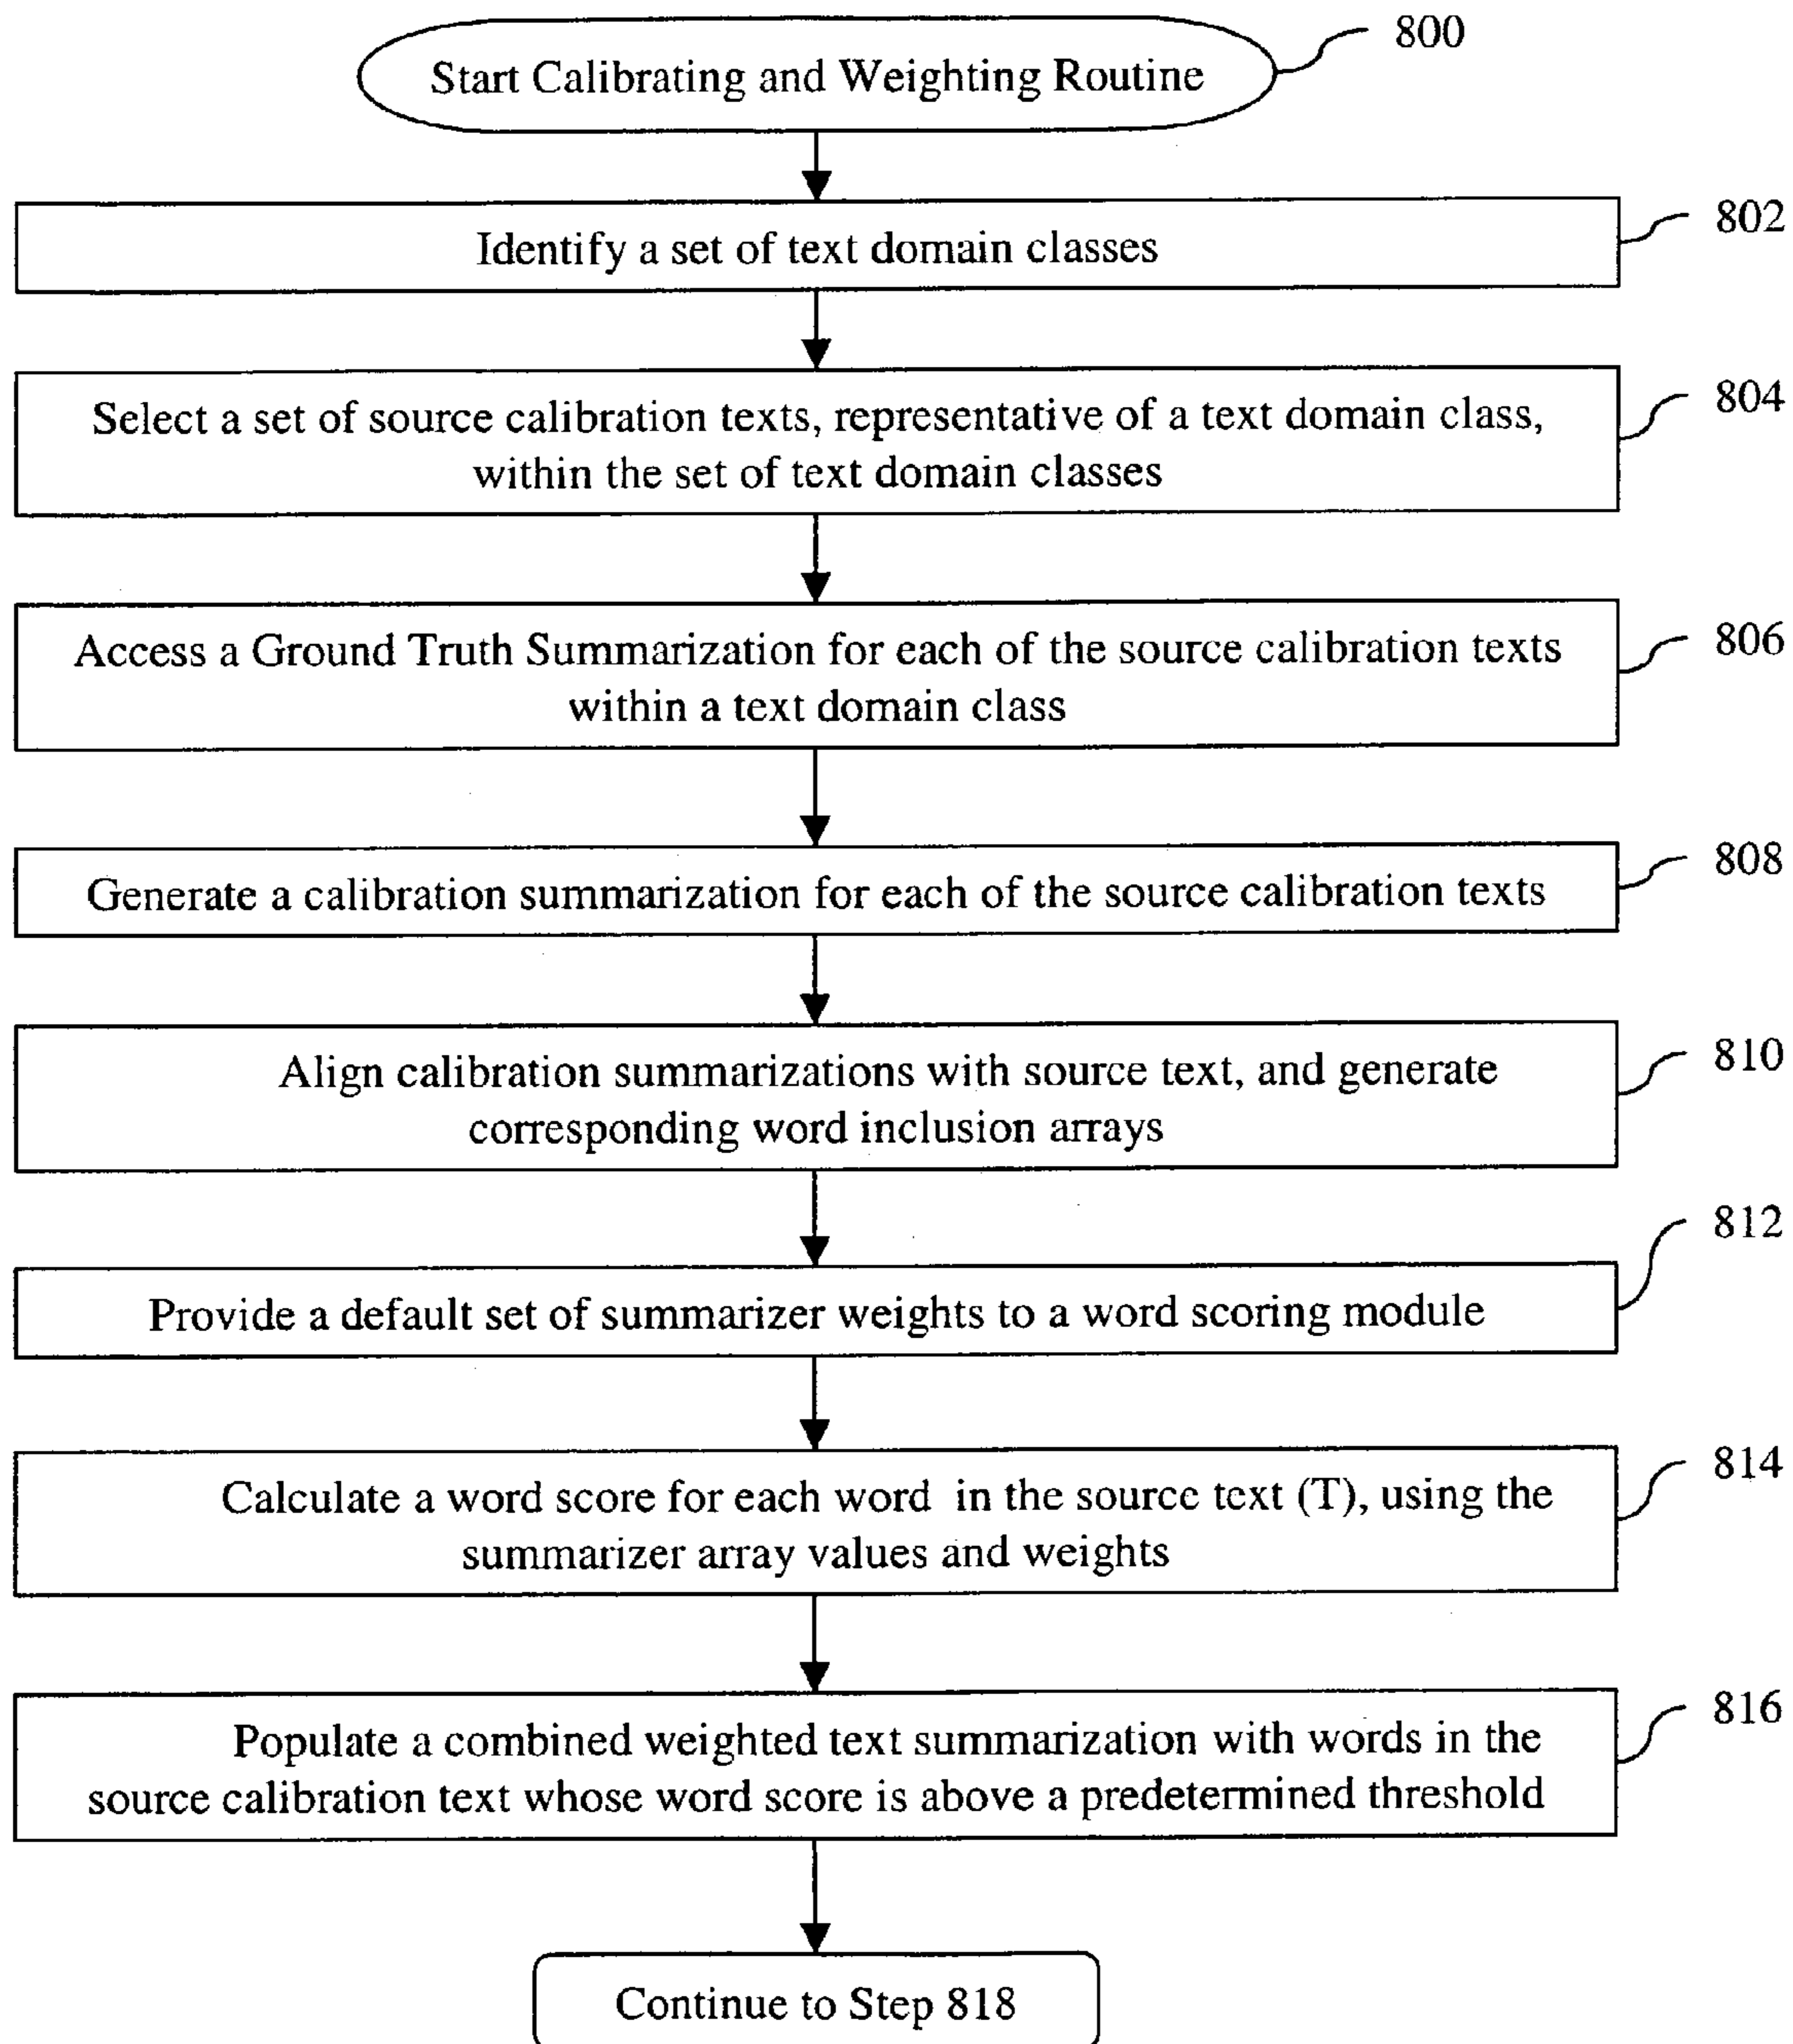 Start Calibrating and Weighting Routine
800
Identify a set of text domain classes
802
Select a set of source calibration texts, representative of a text domain class,
within the set of text domain classes
804
Access a Ground Truth Summarization for each of the source calibration texts
within a text domain class
806
Generate a calibration summarization for each of the source calibration texts
808
Align calibration summarizations with source text, and generate
corresponding word inclusion arrays
810
Provide a default set of summarizer weights to a word scoring module
812
Calculate a word score for each word in the source text (T), using the
summarizer array values and weights
814
Populate a combined weighted text summarization with words in the
source calibration text whose word score is above a predetermined threshold
816
Continue to Step 818